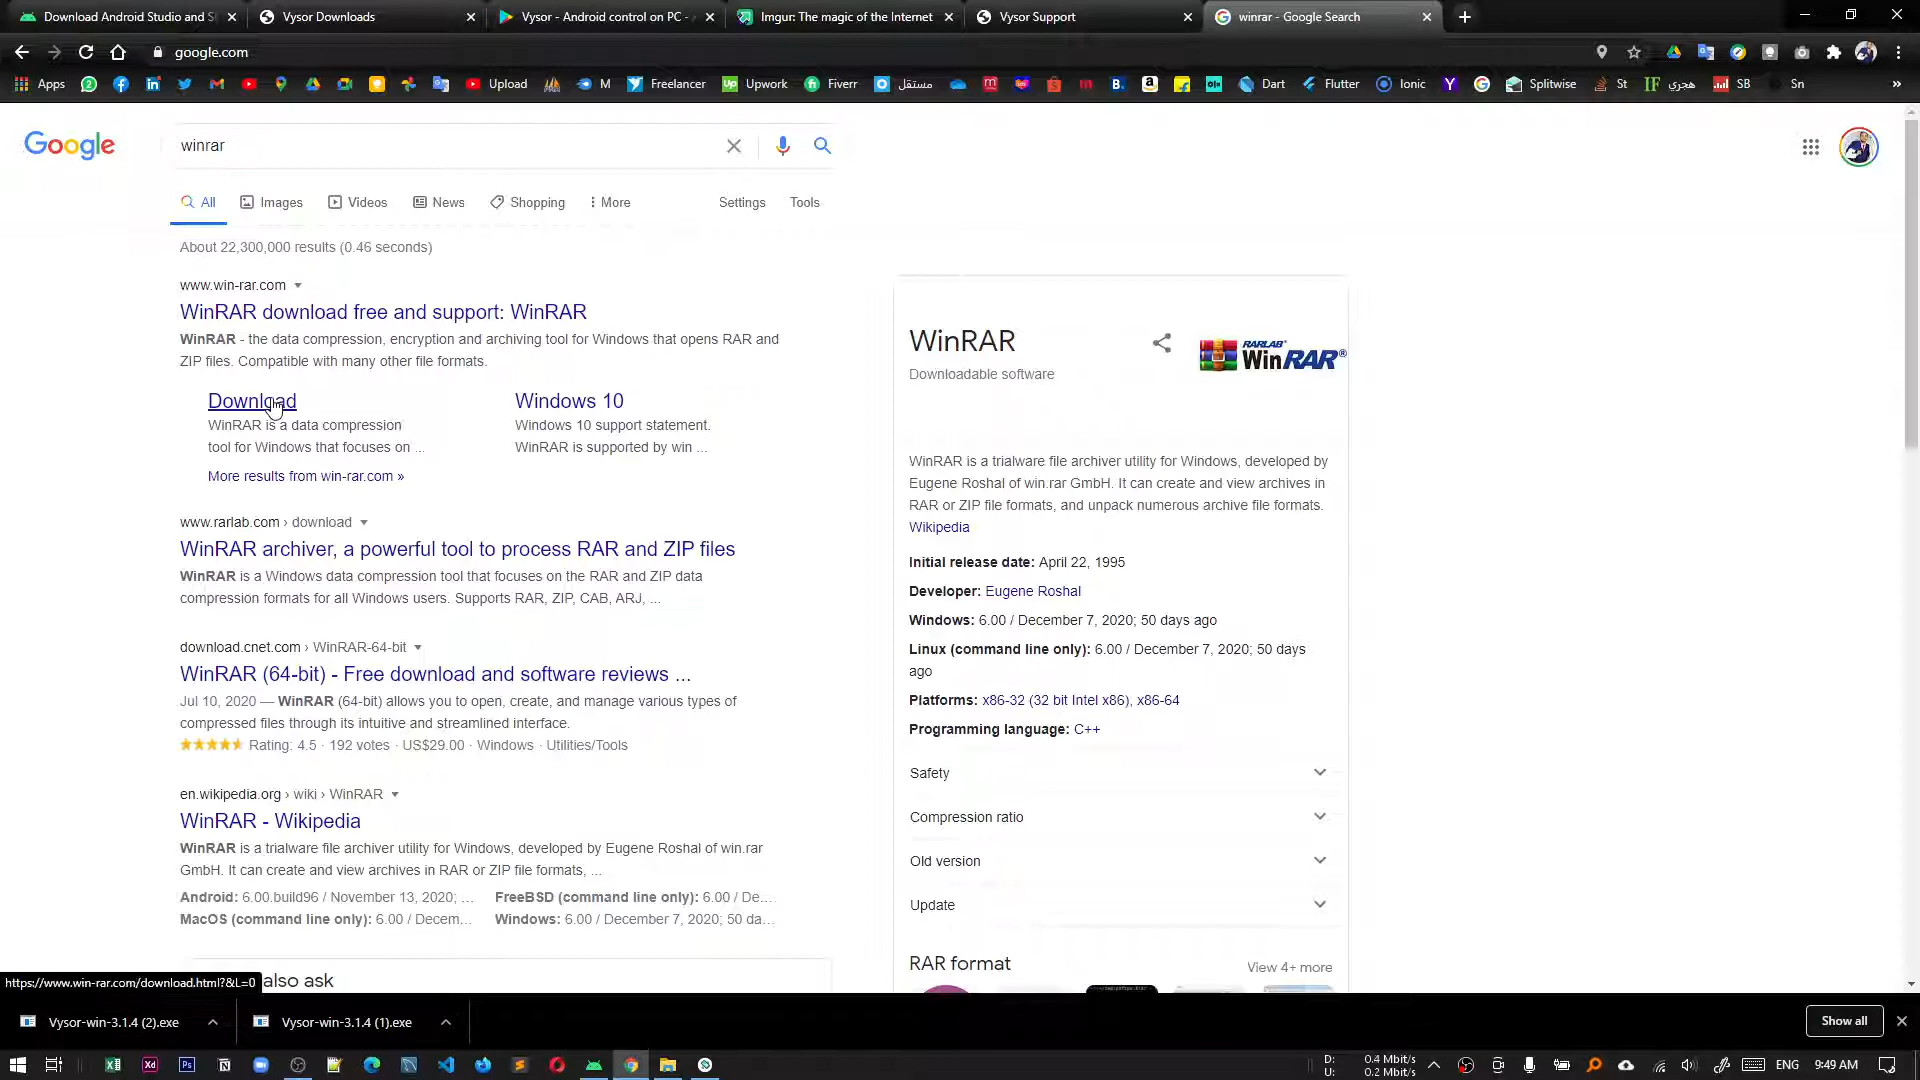 Download Android Studio and S
Vysor Downloads
Vysor - Android control on PC -
Imgur: The magic of the Internet
Vysor Support
winrar - Google Search
google.com
Apps
Upload
M
Freelancer
Upwork
Fiverr
مستقل
Dart
Flutter
Ionic
Splitwise
St
هجري
SB
Sn
Google
winrar
All
Images
Videos
News
Shopping
More
Settings
Tools
About 22,300,000 results (0.46 seconds)
www.win-rar.com
WinRAR download free and support: WinRAR
WinRAR - the data compression, encryption and archiving tool for Windows that opens RAR and
ZIP files. Compatible with many other file formats.
Download
WinRAR is a data compression
tool for Windows that focuses on ...
Windows 10
Windows 10 support statement.
WinRAR is supported by win ...
More results from win-rar.com »
www.rarlab.com › download
WinRAR archiver, a powerful tool to process RAR and ZIP files
WinRAR is a Windows data compression tool that focuses on the RAR and ZIP data
compression formats for all Windows users. Supports RAR, ZIP, CAB, ARJ, ...
download.cnet.com › WinRAR-64-bit
WinRAR (64-bit) - Free download and software reviews ...
Jul 10, 2020 — WinRAR (64-bit) allows you to open, create, and manage various types of
compressed files through its intuitive and streamlined interface.
Rating: 4.5 · 192 votes · US$29.00 · Windows · Utilities/Tools
en.wikipedia.org › wiki › WinRAR
WinRAR - Wikipedia
WinRAR is a trialware file archiver utility for Windows, developed by Eugene Roshal of win.rar
GmbH. It can create and view archives in RAR or ZIP file formats, ...
Android: 6.00.build96 / November 13, 2020; ...
FreeBSD (command line only): 6.00 / De...
MacOS (command line only): 6.00 / Decem...
Windows: 6.00 / December 7, 2020; 50 da...
also ask
WinRAR
Downloadable software
RARLAB®
WinRAR®
WinRAR is a trialware file archiver utility for Windows, developed by
Eugene Roshal of win.rar GmbH. It can create and view archives in
RAR or ZIP file formats, and unpack numerous archive file formats.
Wikipedia
Initial release date: April 22, 1995
Developer: Eugene Roshal
Windows: 6.00 / December 7, 2020; 50 days ago
Linux (command line only): 6.00 / December 7, 2020; 50 days
ago
Platforms: x86-32 (32 bit Intel x86), x86-64
Programming language: C++
Safety
Compression ratio
Old version
Update
RAR format
View 4+ more
https://www.win-rar.com/download.html?&L=0
Vysor-win-3.1.4 (2).exe
Vysor-win-3.1.4 (1).exe
Show all
D: 0.4 Mbit/s
U: 0.2 Mbit/s
ENG
9:49 AM